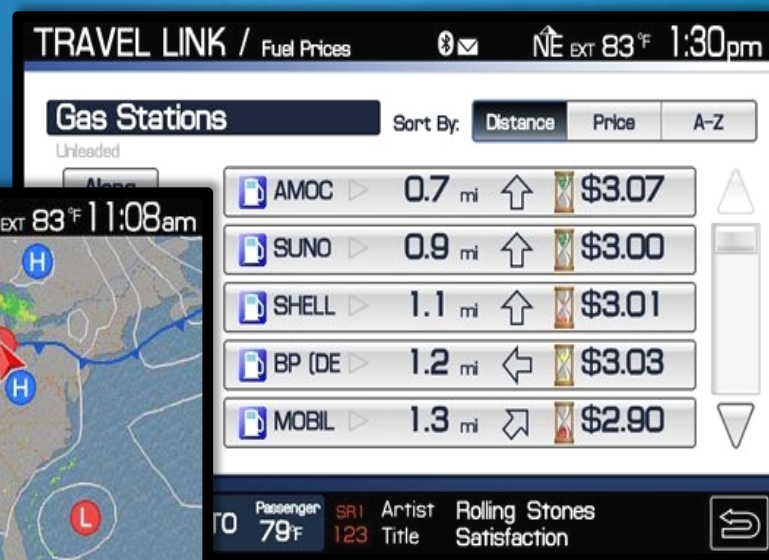 TRAVEL LINK / Fuel Prices NE EXT 83°F 1:30pm
Gas Stations Sort By: Distance Price A-Z
Unleaded
Along
AMOC 0.7 mi $3.07
SUNO 0.9 mi $3.00
SHELL 1.1 mi $3.01
BP (DE 1.2 mi $3.03
MOBIL 1.3 mi $2.90
TO Passenger 79°F SR1 123 Artist Rolling Stones
Title Satisfaction
EXT 83°F 11:08am
H
H
L